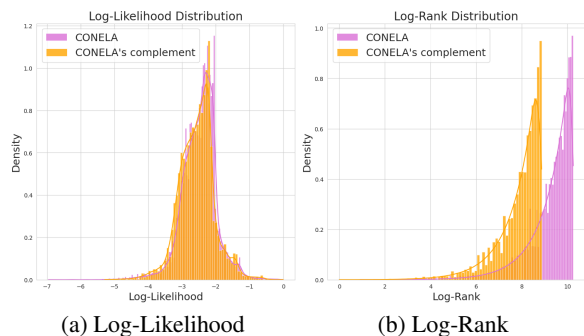 Log-Likelihood Distribution
CONELA
CONELA's complement
1.2
1.0
0.8
0.6
0.4
0.2
0.0
Density
−7 −6 −5 −4 −3 −2 −1 0
Log-Likelihood
(a) Log-Likelihood
Log-Rank Distribution
CONELA
CONELA's complement
1.0
0.8
0.6
0.4
0.2
0.0
Density
0 2 4 6 8 10
Log-Rank
(b) Log-Rank